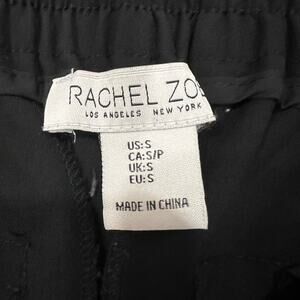 RACHEL ZO
LOS ANGELES NEW YORK
US:S
CA:S/P
UK:S
EU:S
MADE IN CHINA